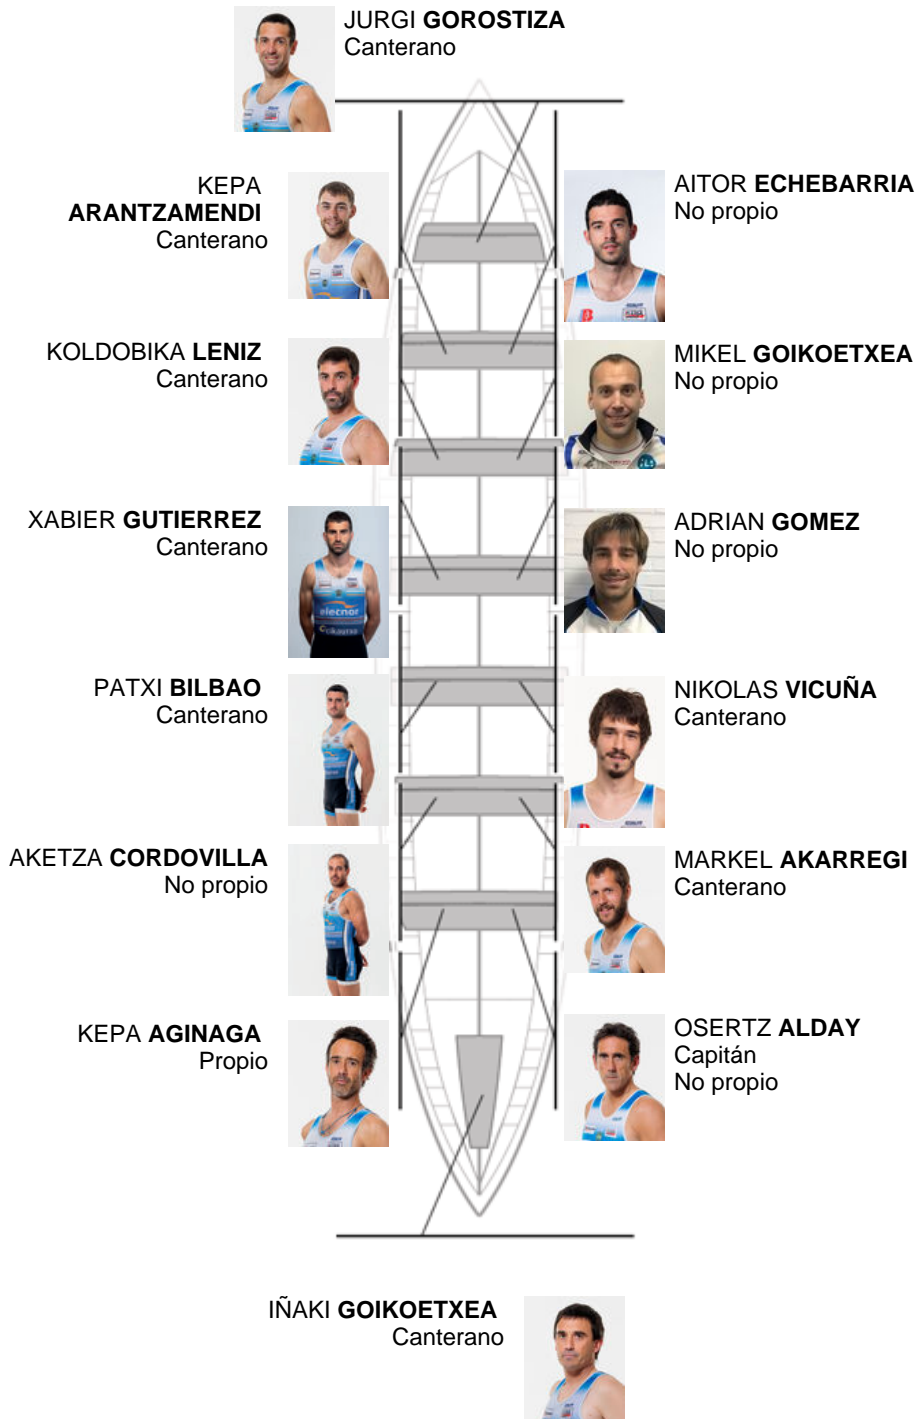 JURGI GOROSTIZA
Canterano
KEPA
ARANTZAMENDI
Canterano
AITOR ECHEBARRIA
No propio
KOLDOBIKA LENIZ
Canterano
MIKEL GOIKOETXEA
No propio
XABIER GUTIERREZ
Canterano
elecnor
ADRIAN GOMEZ
No propio
PATXI BILBAO
Canterano
NIKOLAS VICUÑA
Canterano
AKETZA CORDOVILLA
No propio
MARKEL AKARREGI
Canterano
KEPA AGINAGA
Propio
OSERTZ ALDAY
Capitán
No propio
IÑAKI GOIKOETXEA
Canterano